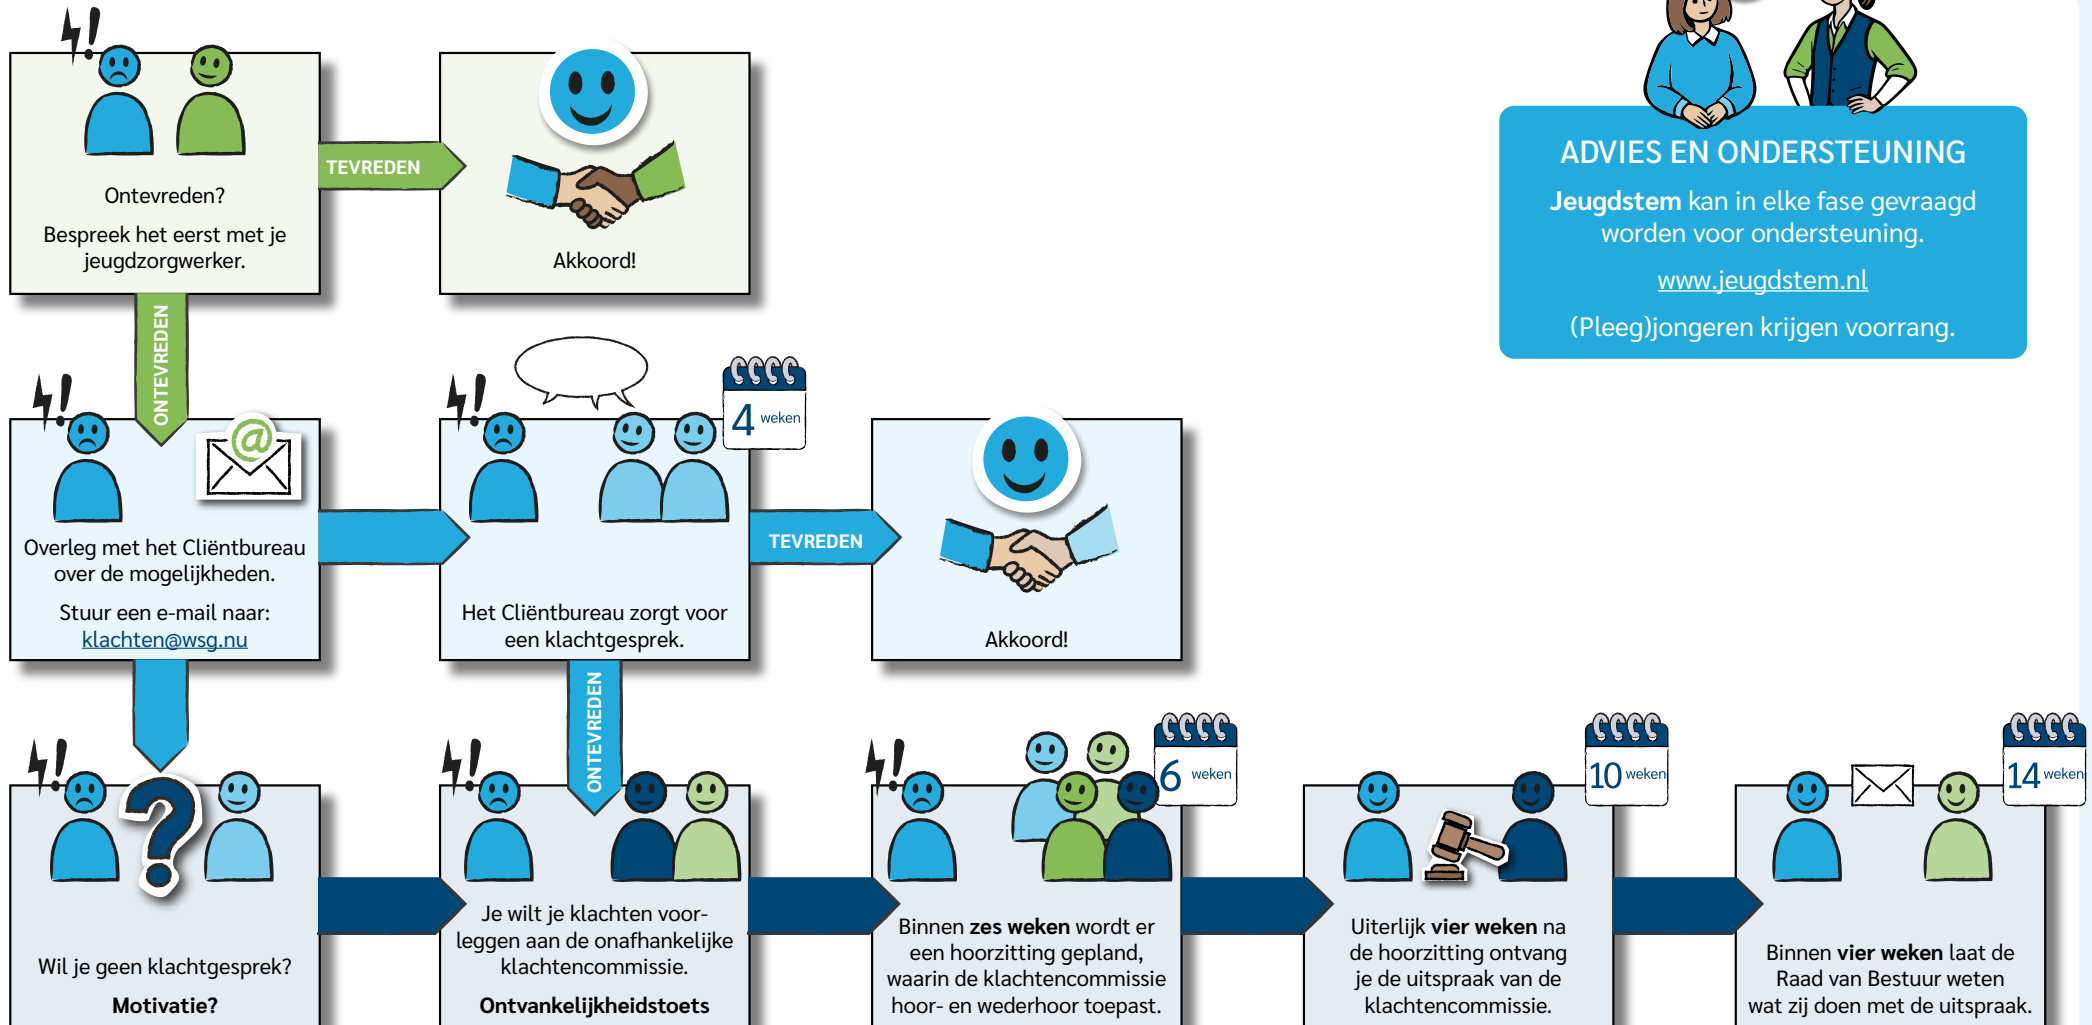 Ontevreden?
Bespreek het eerst met je
jeugdzorgwerker.
TEVREDEN
Akkoord!
ADVIES EN ONDERSTEUNING
Jeugdstem kan in elke fase gevraagd
worden voor ondersteuning.
www.jeugdstem.nl
(Pleeg)jongeren krijgen voorrang.
ONTEVREDEN
@
Overleg met het Cliëntbureau
over de mogelijkheden.
Stuur een e-mail naar:
klachten@wsg.nu
4 weken
Het Cliëntbureau zorgt voor
een klachtgesprek.
TEVREDEN
Akkoord!
ONTEVREDEN
?
Wil je geen klachtgesprek?
Motivatie?
Je wilt je klachten voor-
leggen aan de onafhankelijke
klachtencommissie.
Ontvankelijkheidstoets
6 weken
Binnen zes weken wordt er
een hoorzitting gepland,
waarin de klachtencommissie
hoor- en wederhoor toepast.
10 weken
Uiterlijk vier weken na
de hoorzitting ontvang
je de uitspraak van de
klachtencommissie.
14 weken
Binnen vier weken laat de
Raad van Bestuur weten
wat zij doen met de uitspraak.